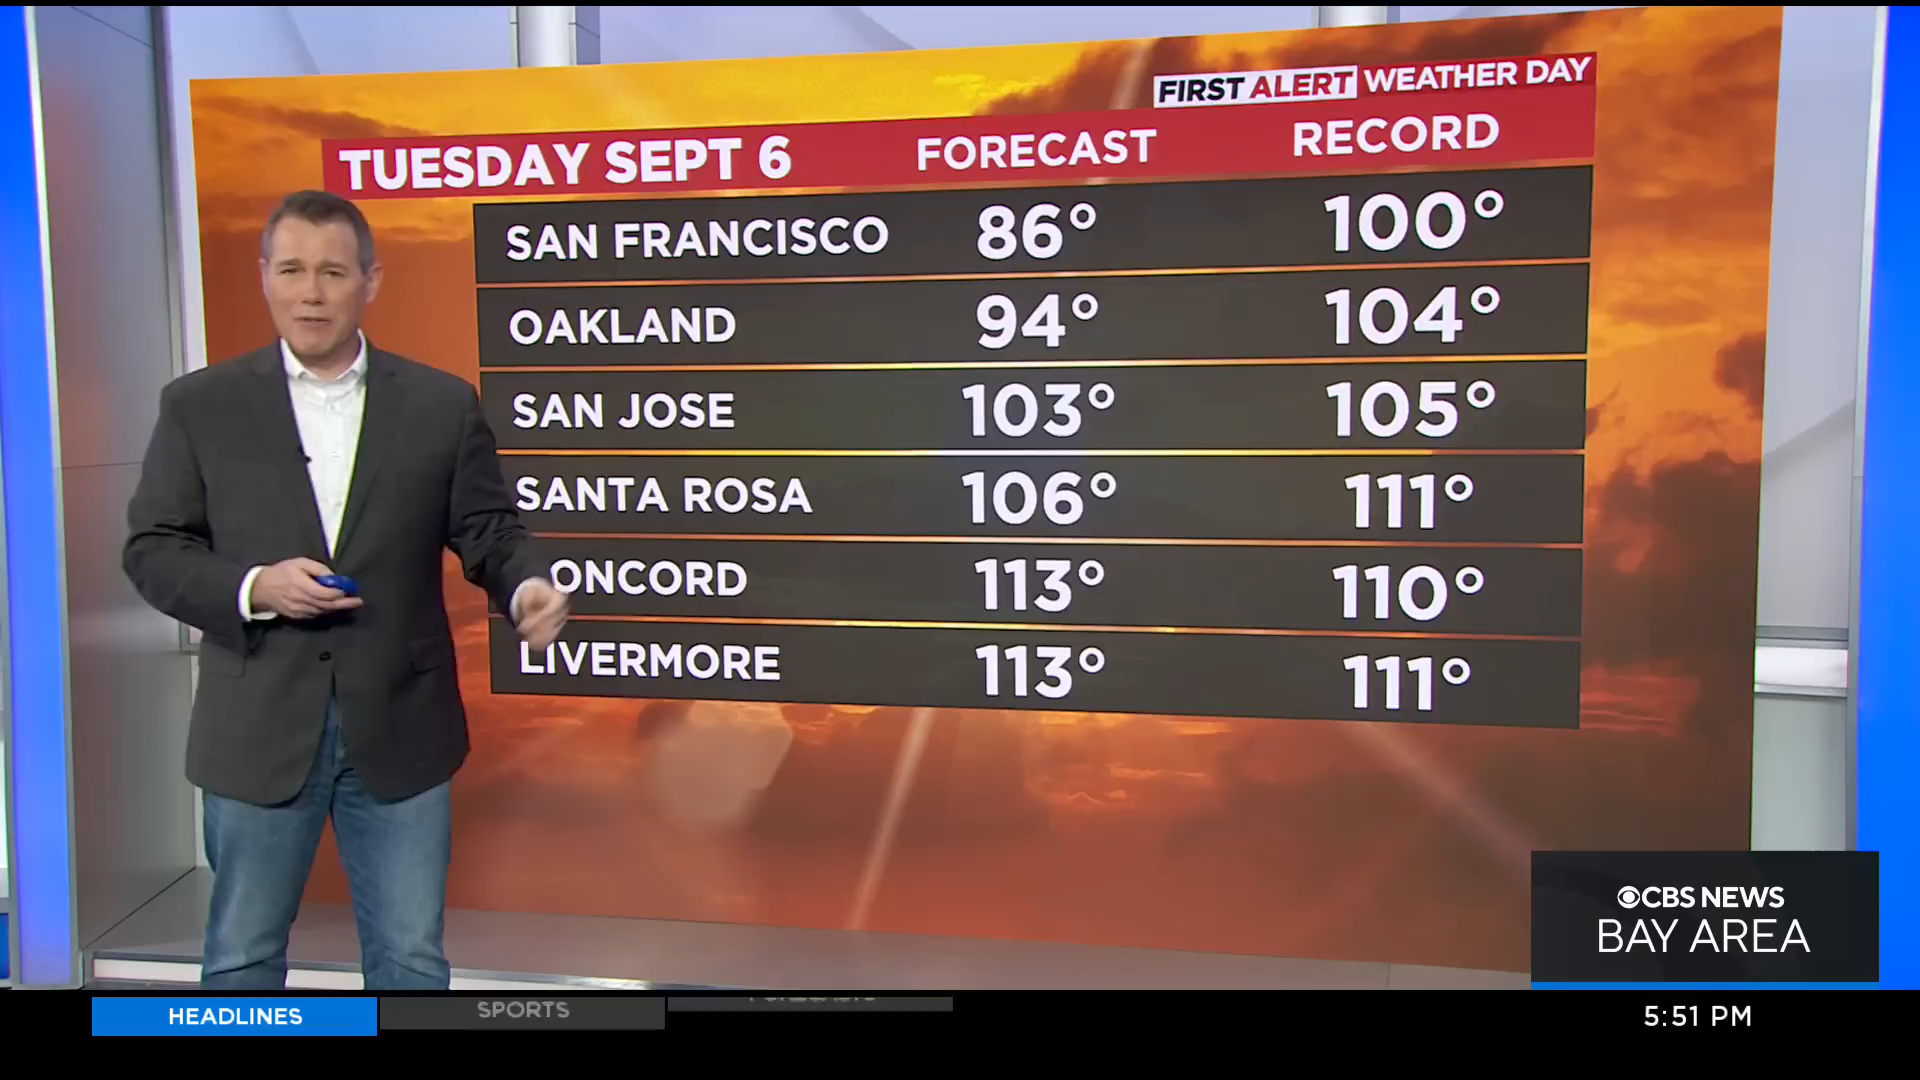 FIRST ALERT WEATHER DAY
TUESDAY SEPT 6 FORECAST RECORD
SAN FRANCISCO 86° 100°
OAKLAND 94° 104°
SAN JOSE 103° 105°
SANTA ROSA 106° 111°
ONCORD 113° 110°
LIVERMORE 113° 111°
CBS NEWS
BAY AREA
HEADLINES SPORTS 5:51 PM